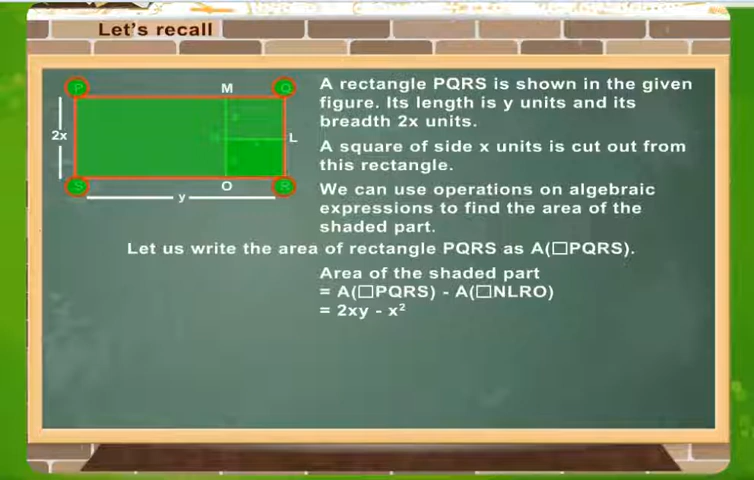 Let's recall
P
M
Q
2x
L
S
O
R
y
A rectangle PQRS is shown in the given
figure. Its length is y units and its
breadth 2x units.
A square of side x units is cut out from
this rectangle.
We can use operations on algebraic
expressions to find the area of the
shaded part.
Let us write the area of rectangle PQRS as A(□PQRS).
Area of the shaded part
= A(□PQRS) - A(□NLRO)
= 2xy - x²